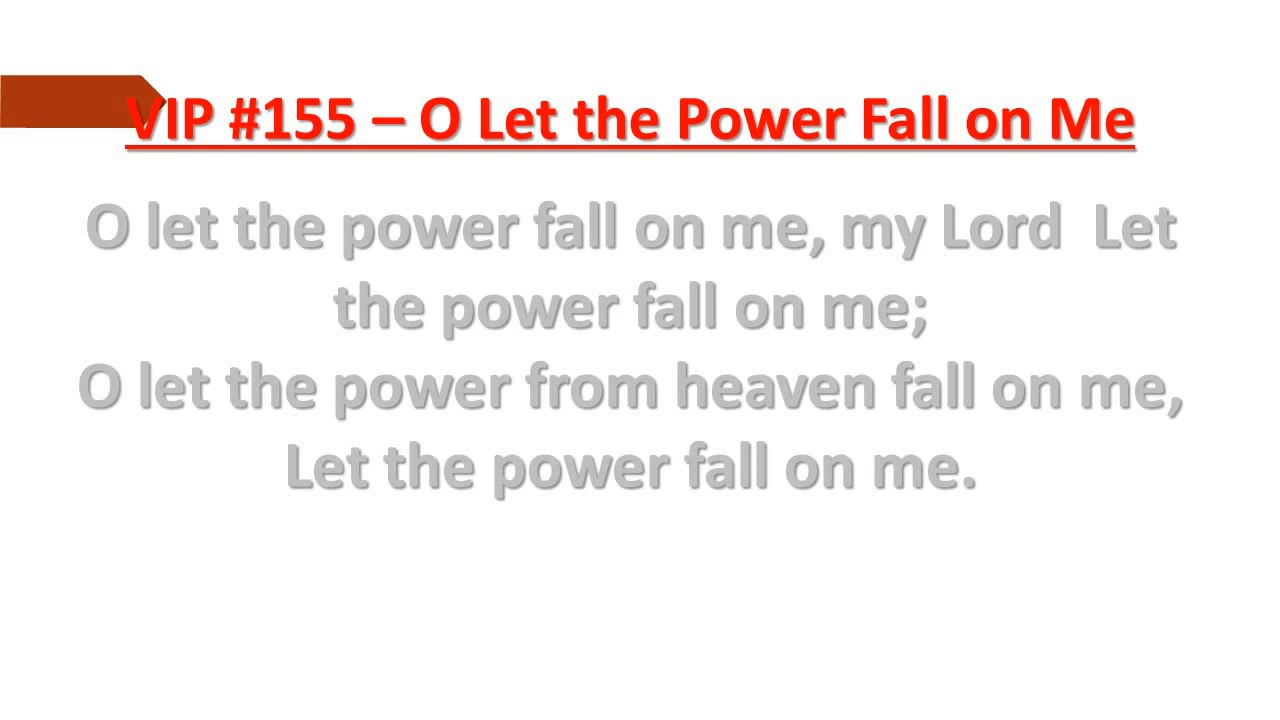 VIP #155 – O Let the Power Fall on Me
O let the power fall on me, my Lord  Let
the power fall on me;
O let the power from heaven fall on me,
Let the power fall on me.